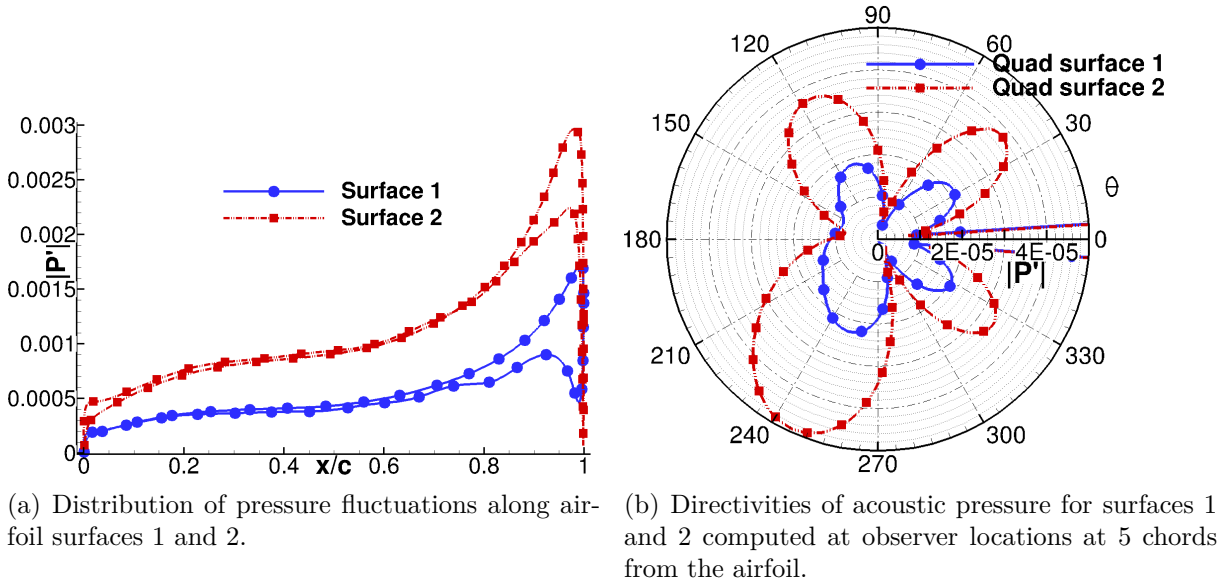 0.003
0.0025
0.002
0.0015
0.001
0.0005
0
|P'|
Surface 1
Surface 2
0 0.2 0.4 0.6 0.8 1
x/c
(a) Distribution of pressure fluctuations along air-
foil surfaces 1 and 2.
90
120 60
Quad surface 1
Quad surface 2
150 30
θ
180 0 2E-05 4E-05 0
|P'|
210 330
240 300
270
(b) Directivities of acoustic pressure for surfaces 1
and 2 computed at observer locations at 5 chords
from the airfoil.